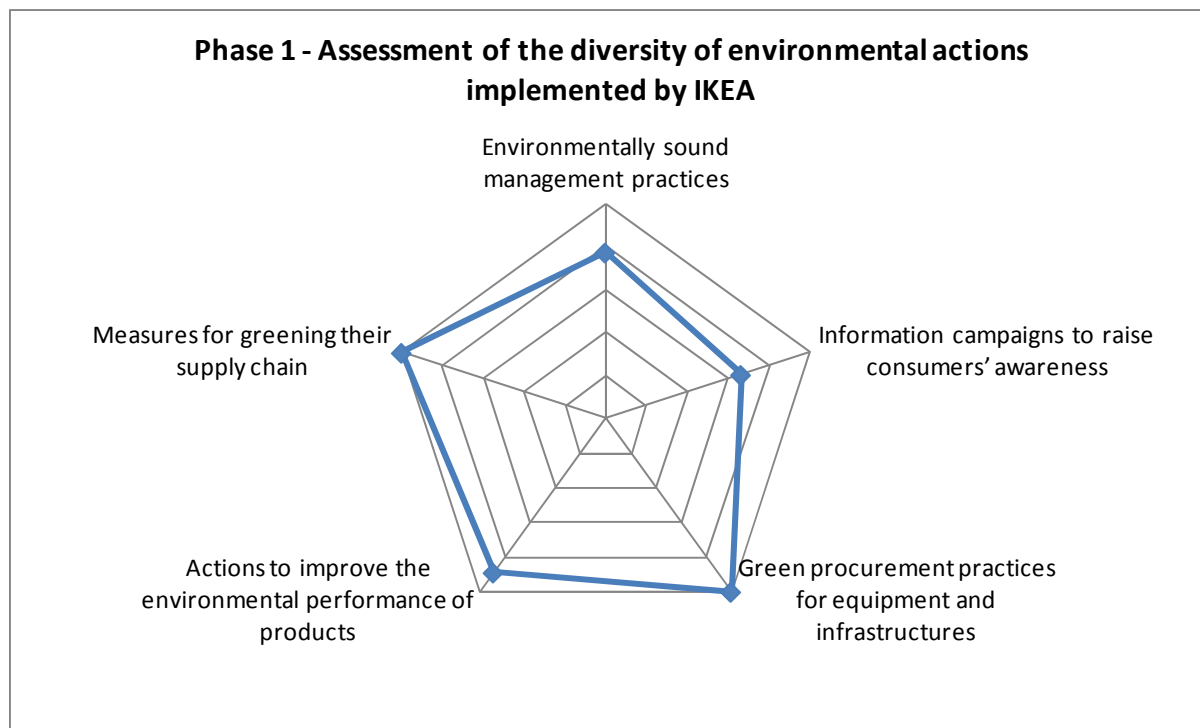 Phase 1 - Assessment of the diversity of environmental actions
implemented by IKEA
Environmentally sound
management practices
Information campaigns to raise
consumers’ awareness
Green procurement practices
for equipment and
infrastructures
Actions to improve the
environmental performance of
products
Measures for greening their
supply chain